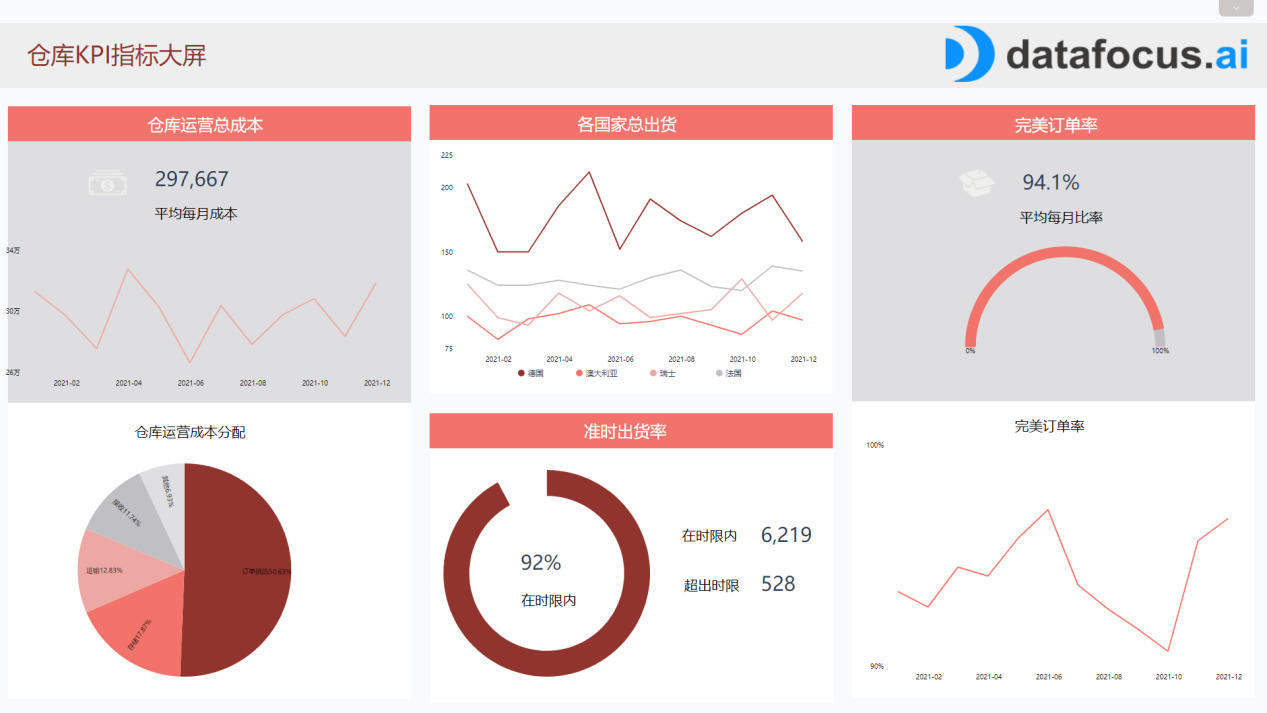 仓库KPI指标大屏
datafocus.ai
仓库运营总成本
297,667
平均每月成本
34万
30万
26万
2021-02 2021-04 2021-06 2021-08 2021-10 2021-12
仓库运营成本分配
其他6.93%
接收11.74%
运输12.83%
存储17.87%
订单挑选50.63%
各国家总出货
225
200
150
100
75
2021-02 2021-04 2021-06 2021-08 2021-10 2021-12
德国 澳大利亚 瑞士 法国
准时出货率
92%
在时限内
在时限内 6,219
超出时限 528
完美订单率
94.1%
平均每月比率
0% 100%
完美订单率
100%
90%
2021-02 2021-04 2021-06 2021-08 2021-10 2021-12